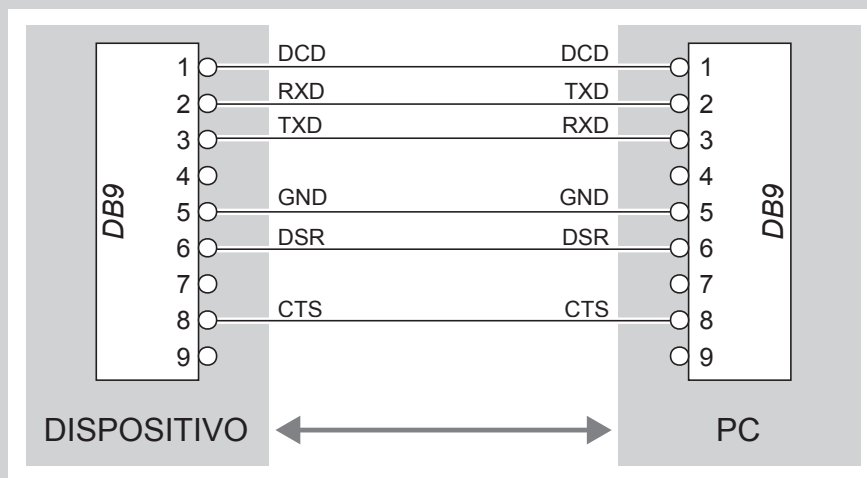 1 DCD DCD 1
2 RXD TXD 2
3 TXD RXD 3
4 4
5 GND GND 5
6 DSR DSR 6
7 7
8 CTS CTS 8
9 9
DB9 DB9
DISPOSITIVO PC